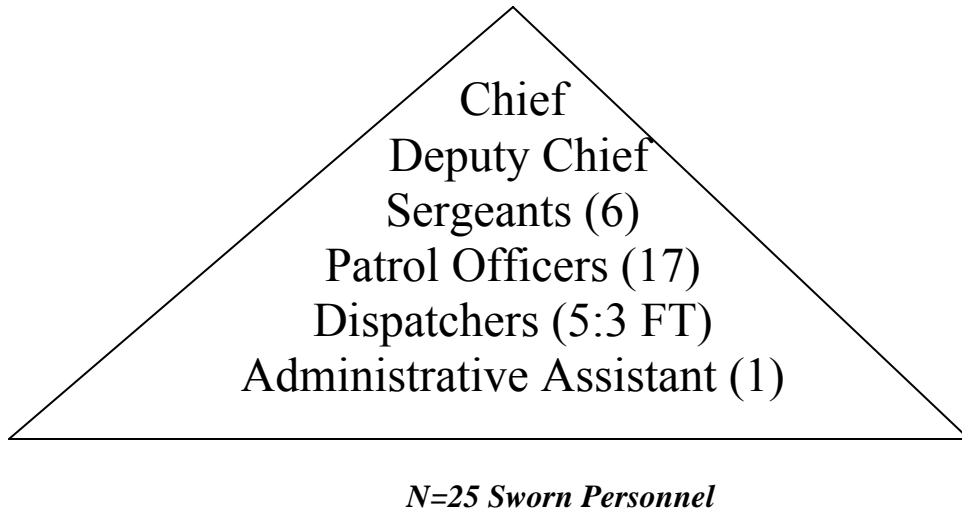 Chief
Deputy Chief
Sergeants (6)
Patrol Officers (17)
Dispatchers (5:3 FT)
Administrative Assistant (1)
N=25 Sworn Personnel